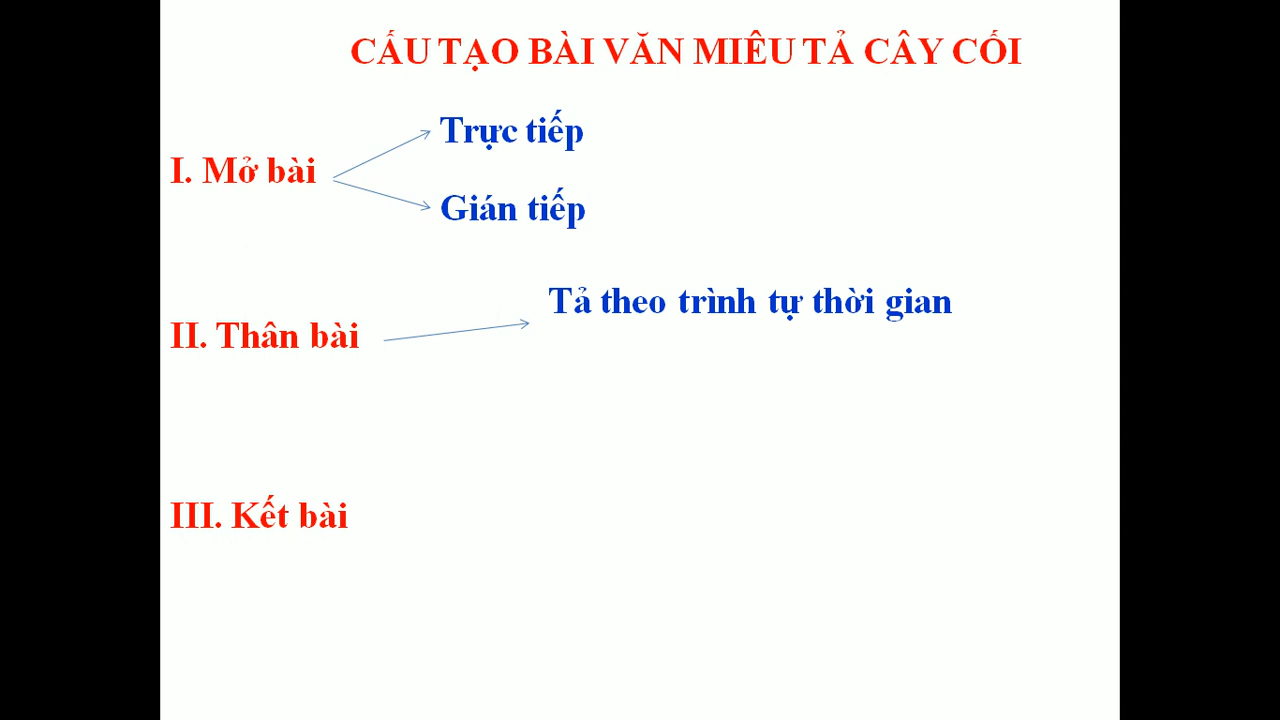 CẤU TẠO BÀI VĂN MIÊU TẢ CÂY CỐI
Trực tiếp
I. Mở bài
Gián tiếp
Tả theo trình tự thời gian
II. Thân bài
III. Kết bài